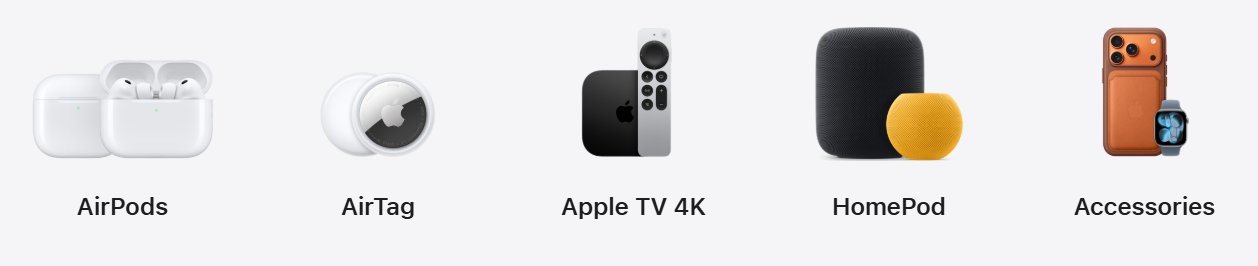 AirPods
AirTag
Apple TV 4K
HomePod
Accessories